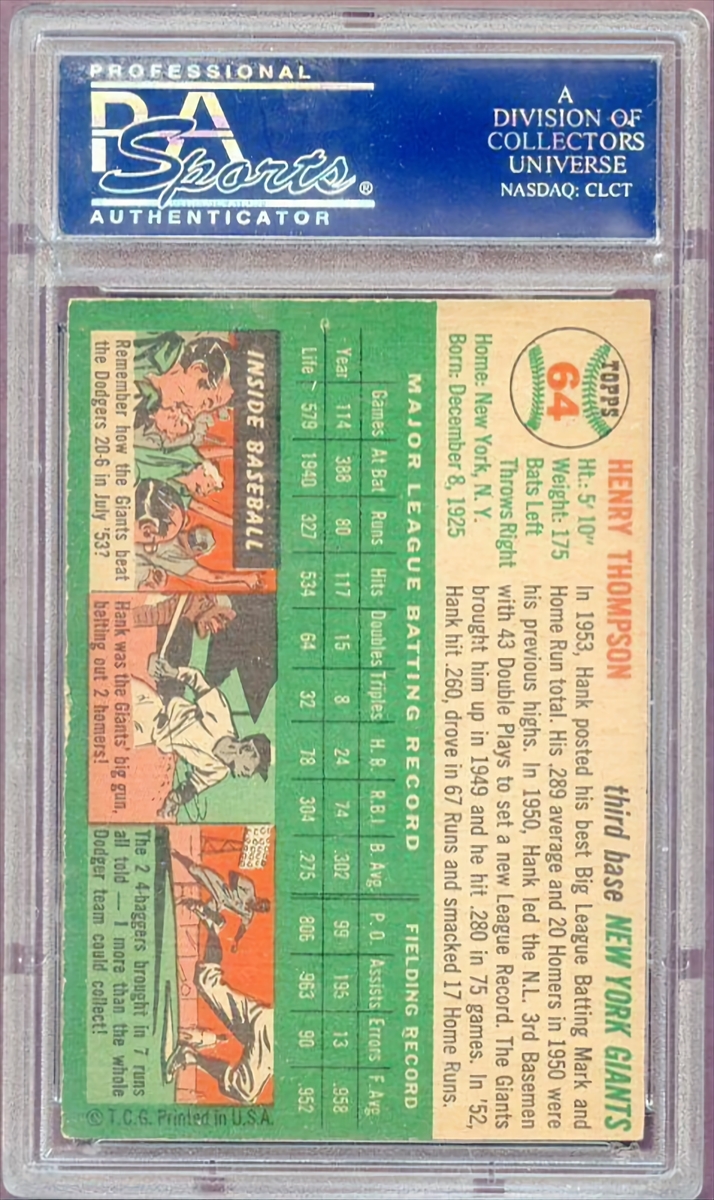 PROFESSIONAL
PSA
Sports®
AUTHENTICATOR
A
DIVISION OF
COLLECTORS
UNIVERSE
NASDAQ: CLCT
TOPPS
64
HENRY THOMPSON third base NEW YORK GIANTS
Ht.: 5' 10"
Weight: 175
Bats Left
Throws Right
Home: New York, N. Y.
Born: December 8, 1925
In 1953, Hank posted his best Big League Batting Mark and
Home Run total. His .289 average and 20 Homers in 1950 were
his previous highs. In 1950, Hank led the N.L. 3rd Basemen
with 43 Double Plays to set a new League Record. The Giants
brought him up in 1949 and he hit .280 in 75 games. In '52,
Hank hit .260, drove in 67 Runs and smacked 17 Home Runs.
MAJOR LEAGUE BATTING RECORD FIELDING RECORD
Games At Bat Runs Hits Doubles Triples H. R. R.B.I. B Avg. P. O. Assists Errors F. Avg.
Year 114 388 80 117 15 8 24 74 .302 99 195 13 .958
Life 579 1940 327 534 64 32 78 304 .275 806 963 90 .952
INSIDE BASEBALL
Remember how the Giants beat
the Dodgers 20-6 in July '53?
Hank was the Giants' big gun,
belting out 2 homers!
The 2 4-baggers brought in 7 runs
all told — 1 more than the whole
Dodger team could collect!
© T.C.G. Printed in U.S.A.